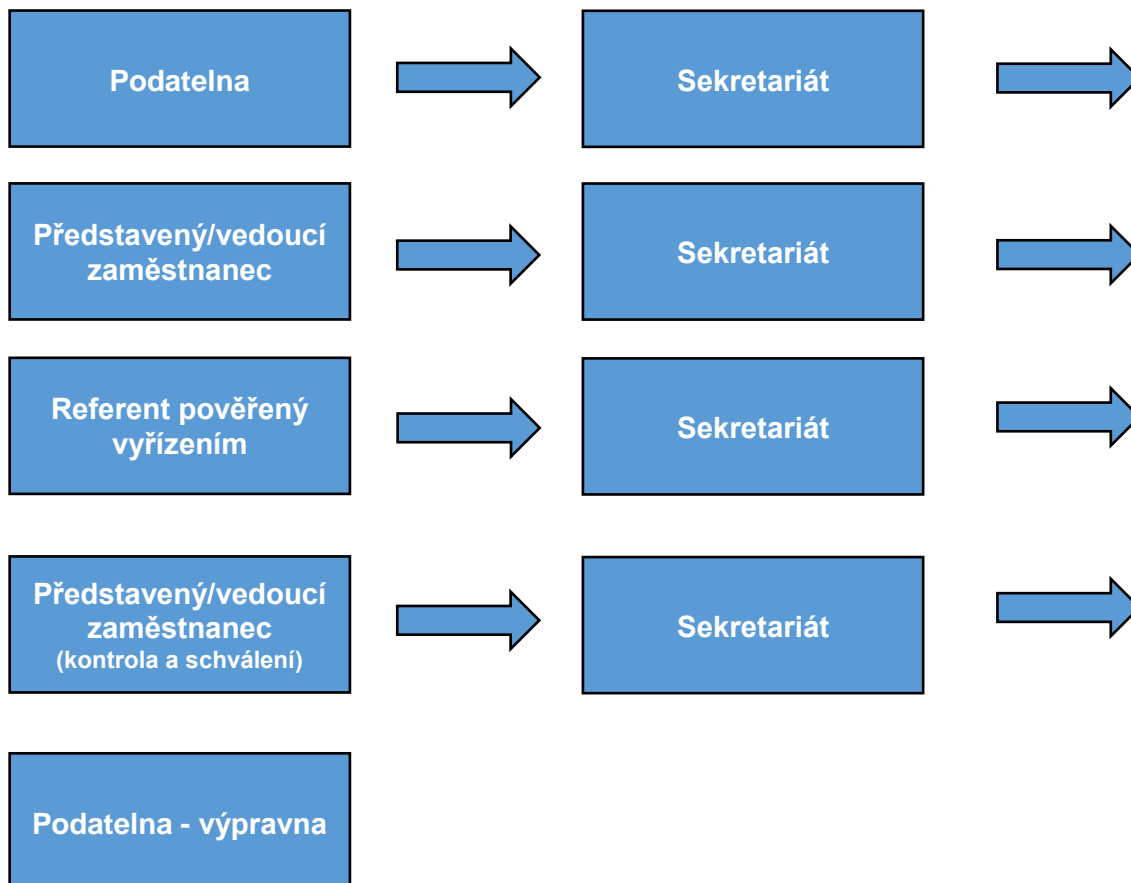 Podatelna
Sekretariát
Představený/vedoucí
zaměstnanec
Sekretariát
Referent pověřený
vyřízením
Sekretariát
Představený/vedoucí
zaměstnanec
(kontrola a schválení)
Sekretariát
Podatelna - výpravna